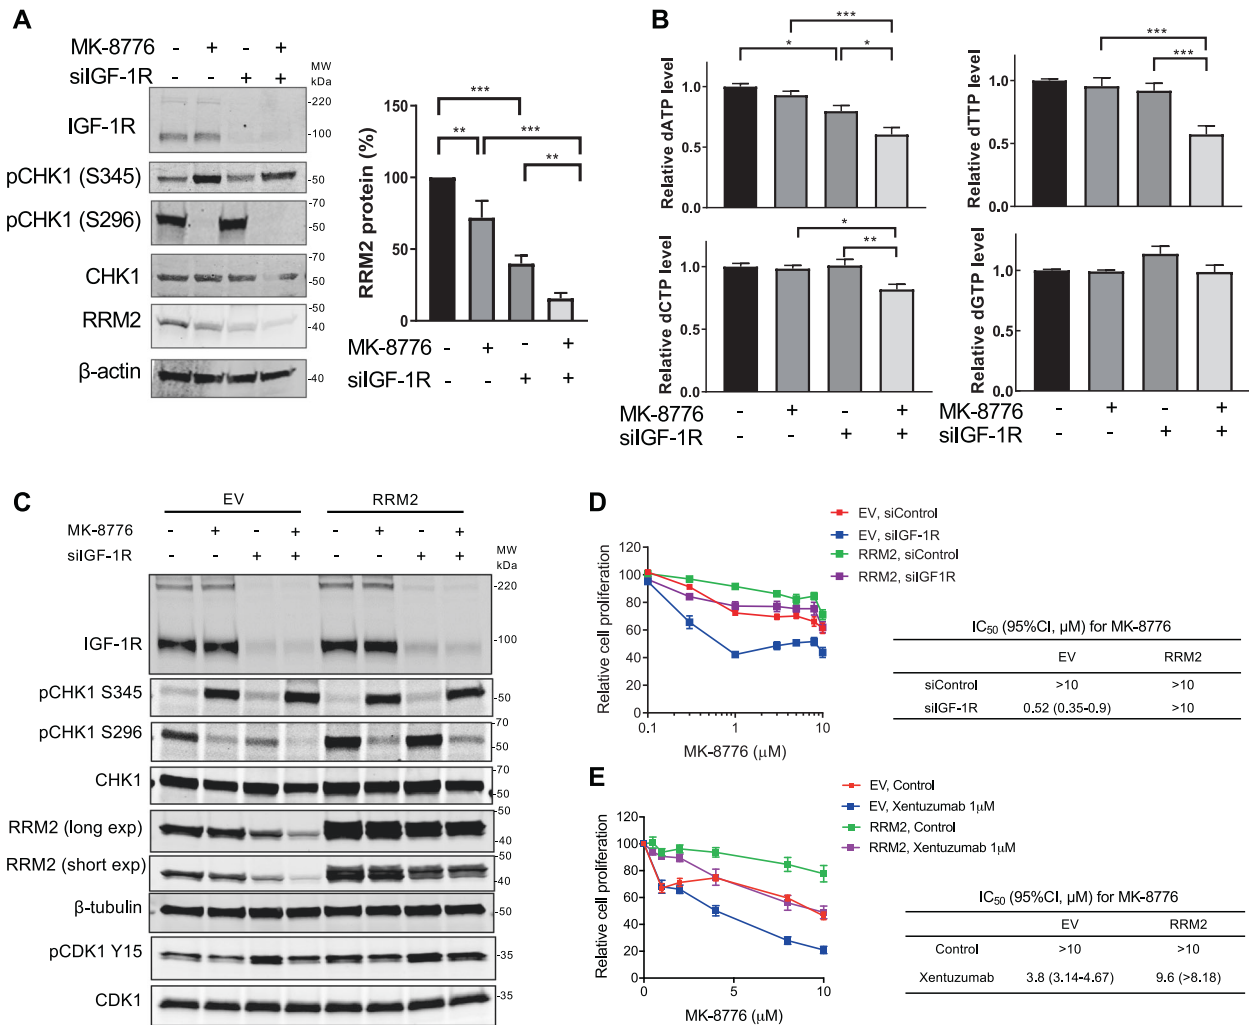 A
MK-8776 - + - +
siIGF-1R - - + +
MW
kDa
IGF-1R
-220
-100
pCHK1 (S345)
-50
pCHK1 (S296)
-70
-50
CHK1
-70
-50
RRM2
-50
-40
β-actin
-40
RRM2 protein (%)
150
100
50
0
***
**
***
**
MK-8776 - + - +
siIGF-1R - - + +
B
Relative dATP level
1.0
0.5
0.0
***
*
*
Relative dTTP level
1.0
0.5
0.0
***
***
Relative dCTP level
1.0
0.5
0.0
*
**
Relative dGTP level
1.0
0.5
0.0
MK-8776 - + - +
siIGF-1R - - + +
- + - +
- - + +
C
EV RRM2
MK-8776 - + - + - + - +
siIGF-1R - - + + - - + +
MW
kDa
IGF-1R
-220
-100
pCHK1 S345
-50
pCHK1 S296
-70
-50
CHK1
-70
-50
RRM2 (long exp)
-50
-40
RRM2 (short exp)
-50
-40
β-tubulin
-50
pCDK1 Y15
-35
CDK1
-35
D
EV, siControl
EV, siIGF-1R
RRM2, siControl
RRM2, siIGF1R
Relative cell proliferation
120
100
80
60
40
20
0
0.1 1 10
MK-8776 (μM)
IC50 (95%CI, μM) for MK-8776
EV RRM2
siControl >10 >10
siIGF-1R 0.52 (0.35-0.9) >10
E
EV, Control
EV, Xentuzumab 1μM
RRM2, Control
RRM2, Xentuzumab 1μM
Relative cell proliferation
120
100
80
60
40
20
0
0 5 10
MK-8776 (μM)
IC50 (95%CI, μM) for MK-8776
EV RRM2
Control >10 >10
Xentuzumab 3.8 (3.14-4.67) 9.6 (>8.18)